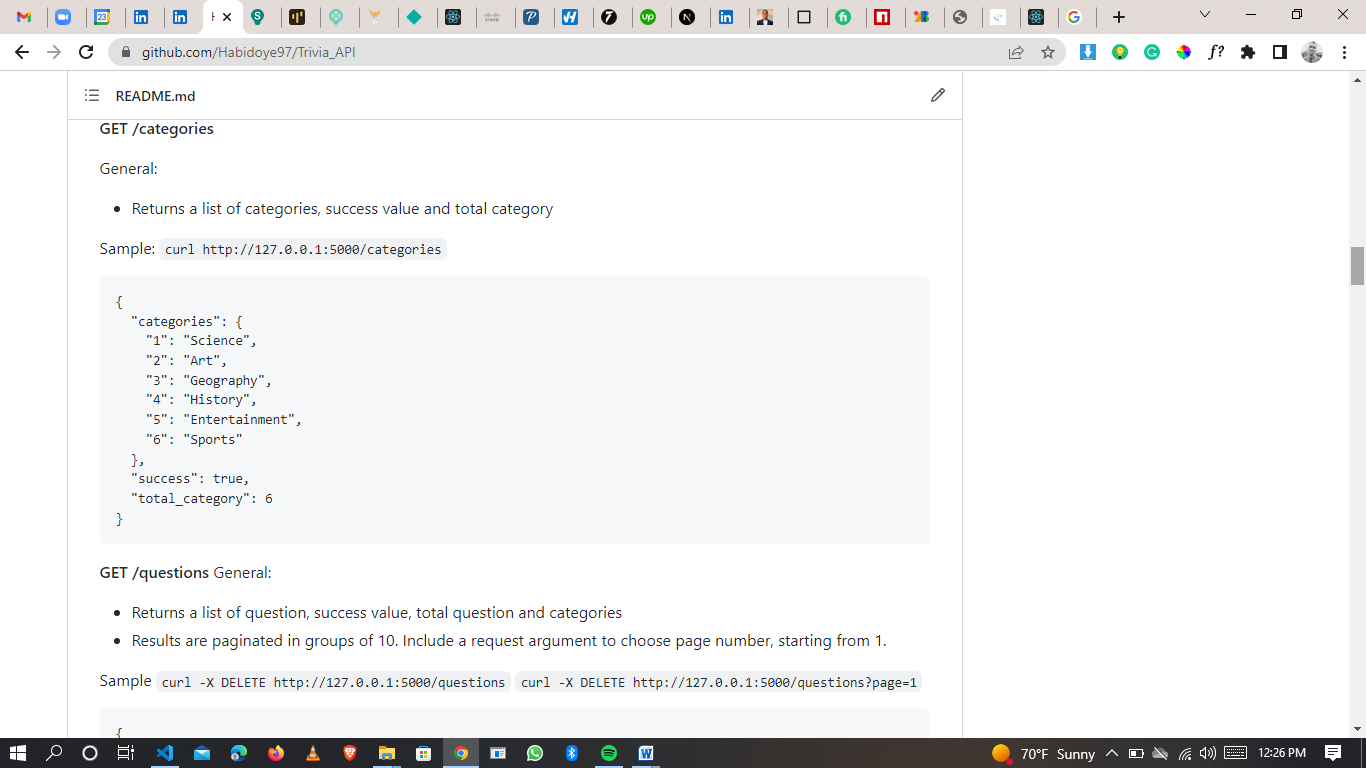 github.com/Habidoye97/Trivia_API
README.md
GET /categories
General:
Returns a list of categories, success value and total category
Sample: curl http://127.0.0.1:5000/categories
{
"categories": {
"1": "Science",
"2": "Art",
"3": "Geography",
"4": "History",
"5": "Entertainment",
"6": "Sports"
},
"success": true,
"total_category": 6
}
GET /questions General:
Returns a list of question, success value, total question and categories
Results are paginated in groups of 10. Include a request argument to choose page number, starting from 1.
Sample curl -X DELETE http://127.0.0.1:5000/questions curl -X DELETE http://127.0.0.1:5000/questions?page=1
{
70°F Sunny 12:26 PM